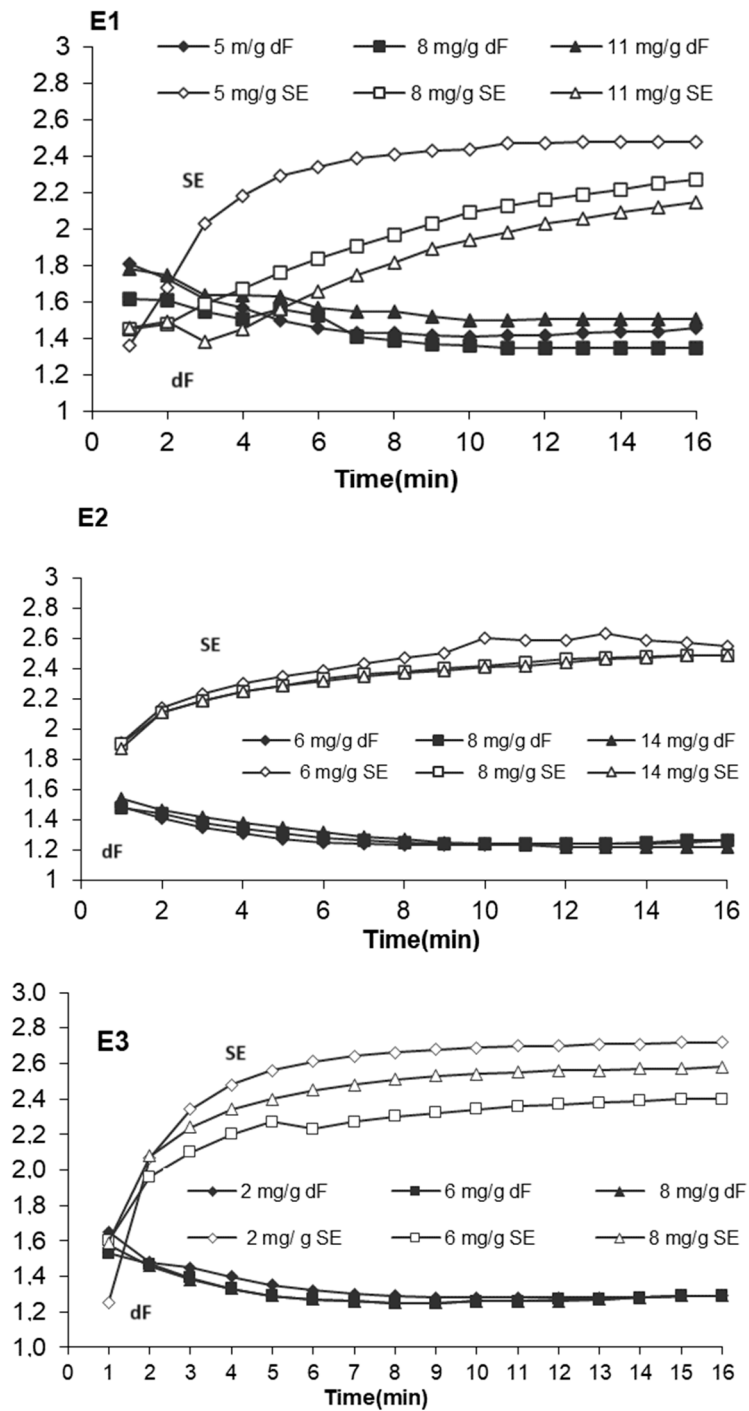 E1
3
5 m/g dF 8 mg/g dF 11 mg/g dF
2.8
5 mg/g SE 8 mg/g SE 11 mg/g SE
2.6
2.4
SE
2.2
2
1.8
1.6
1.4
dF
1.2
1
0 2 4 6 8 10 12 14 16
Time(min)
E2
3
2.8
SE
2.6
2.4
2.2
2
6 mg/g dF 8 mg/g dF 14 mg/g dF
1.8
6 mg/g SE 8 mg/g SE 14 mg/g SE
1.6
1.4
dF
1.2
1
0 2 4 6 8 10 12 14 16
Time(min)
3.0
E3
2.8
SE
2.6
2.4
2.2
2.0
2 mg/g dF 6 mg/g dF 8 mg/g dF
1.8
2 mg/ g SE 6 mg/g SE 8 mg/g SE
1.6
1.4
dF
1.2
1.0
0 1 2 3 4 5 6 7 8 9 10 11 12 13 14 15 16
Time(min)